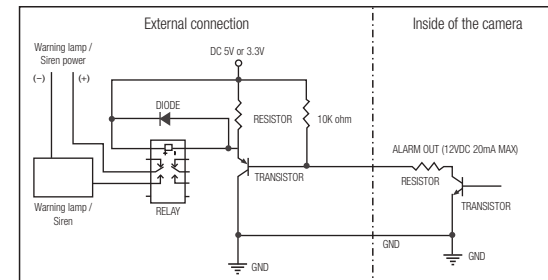 External connection
Inside of the camera
Warning lamp /
Siren power
(−) (+)
DC 5V or 3.3V
DIODE
RESISTOR
10K ohm
ALARM OUT (12VDC 20mA MAX)
RESISTOR
TRANSISTOR
TRANSISTOR
+ -
RELAY
Warning lamp /
Siren
GND
GND
GND